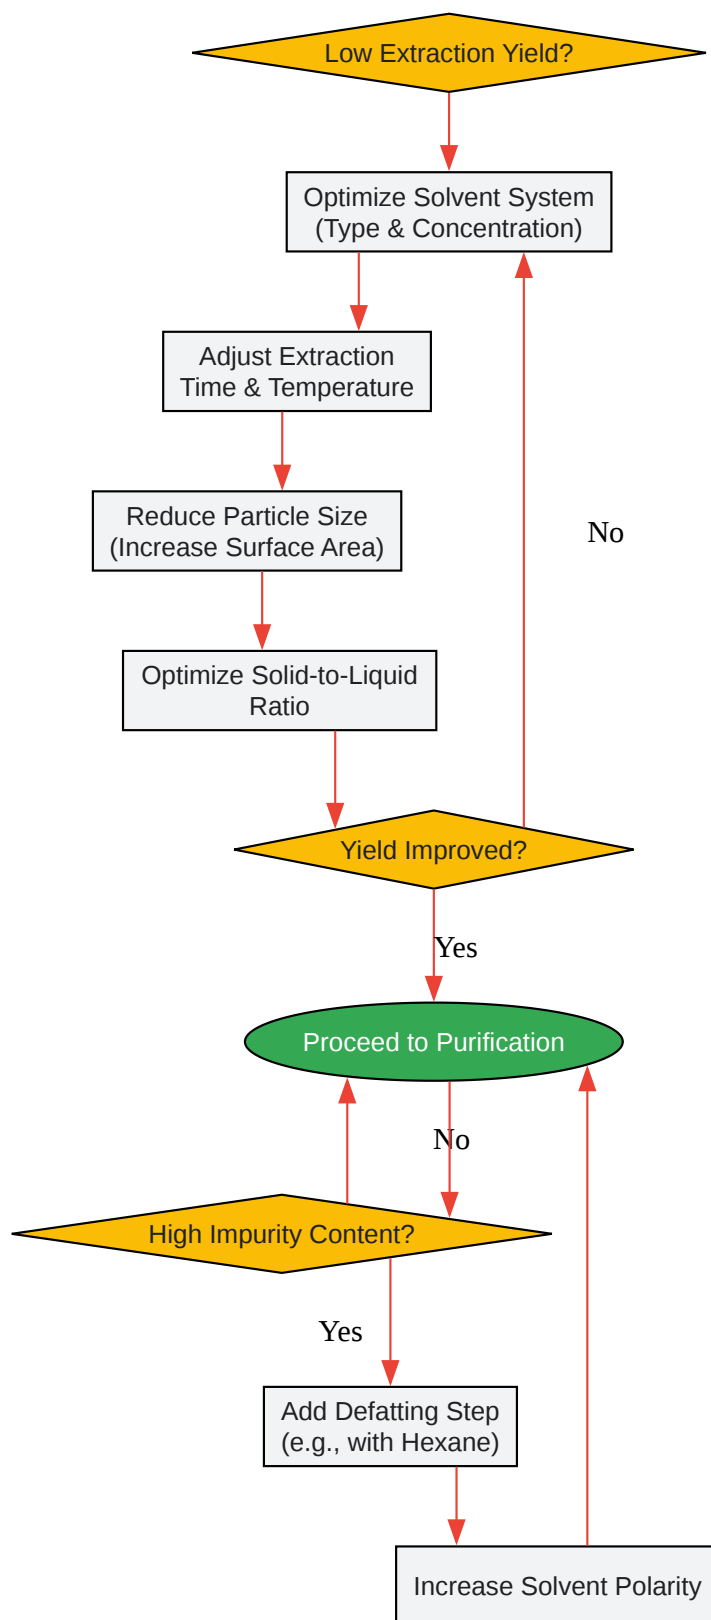 Low Extraction Yield?
Optimize Solvent System
(Type & Concentration)
Adjust Extraction
Time & Temperature
Reduce Particle Size
(Increase Surface Area)
No
Optimize Solid-to-Liquid
Ratio
Yield Improved?
Yes
Proceed to Purification
No
High Impurity Content?
Yes
Add Defatting Step
(e.g., with Hexane)
Increase Solvent Polarity